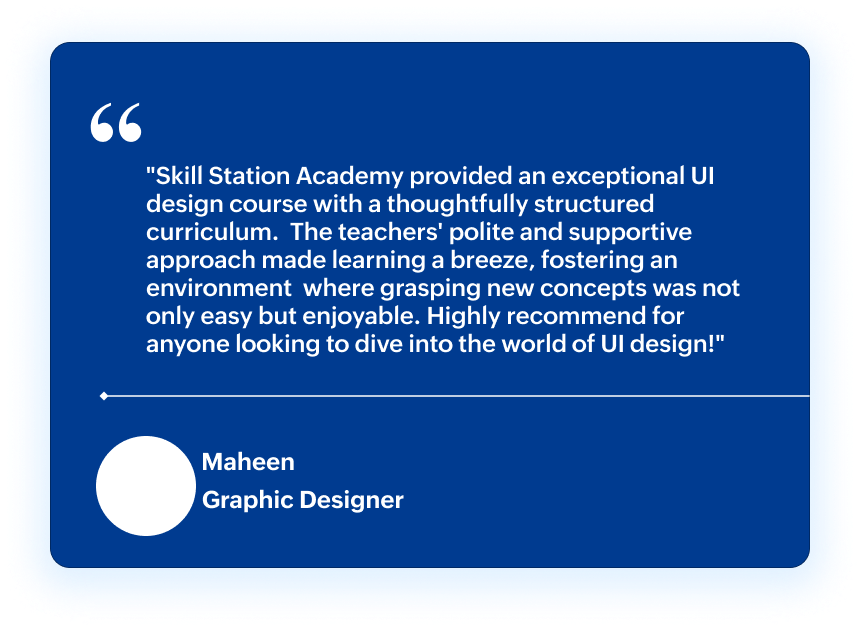 “
"Skill Station Academy provided an exceptional UI
design course with a thoughtfully structured
curriculum.  The teachers' polite and supportive
approach made learning a breeze, fostering an
environment  where grasping new concepts was not
only easy but enjoyable. Highly recommend for
anyone looking to dive into the world of UI design!"
Maheen
Graphic Designer